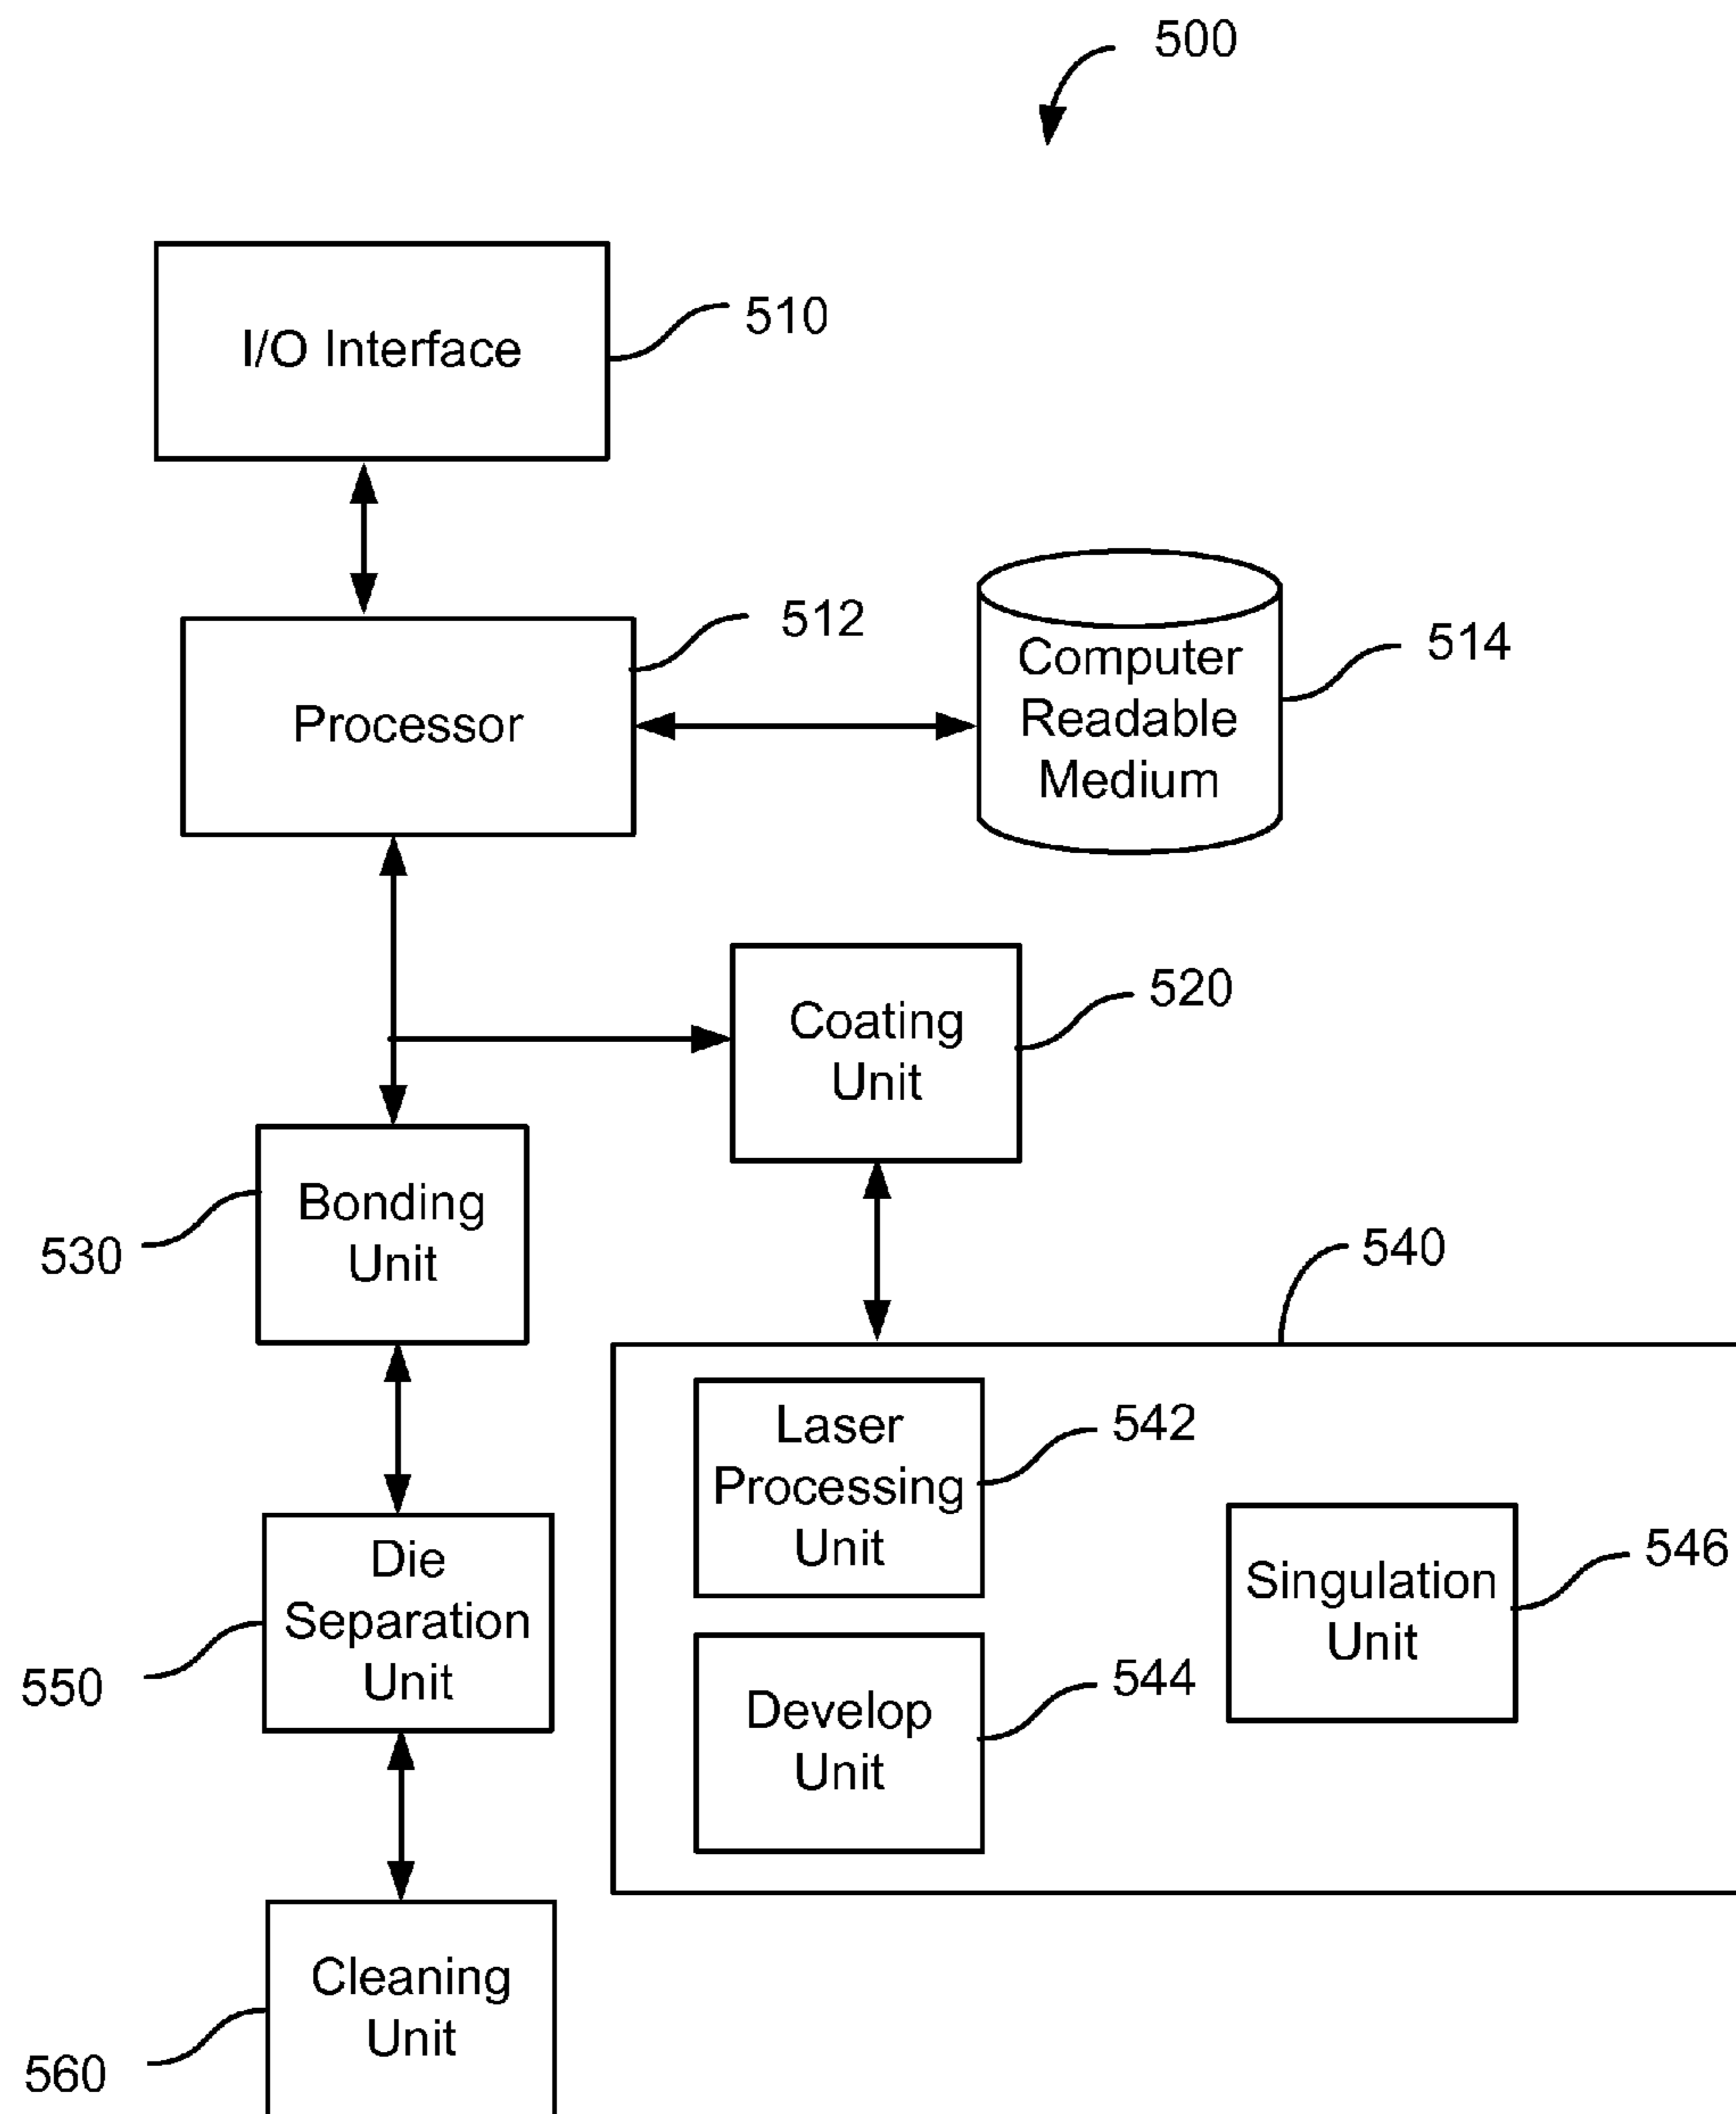 500
I/O Interface
510
Processor
512
Computer
Readable
Medium
514
Coating
Unit
520
Bonding
Unit
530
540
Laser
Processing
Unit
542
Singulation
Unit
546
Die
Separation
Unit
550
Develop
Unit
544
Cleaning
Unit
560